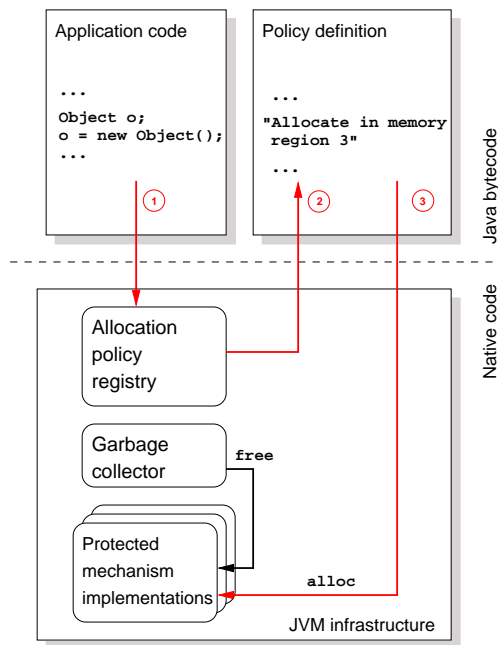 Application code
...
Object o;
o = new Object();
...
Policy definition
...
"Allocate in memory
region 3"
...
1
2
3
Java bytecode
Native code
Allocation
policy
registry
Garbage
collector
free
Protected
mechanism
implementations
alloc
JVM infrastructure